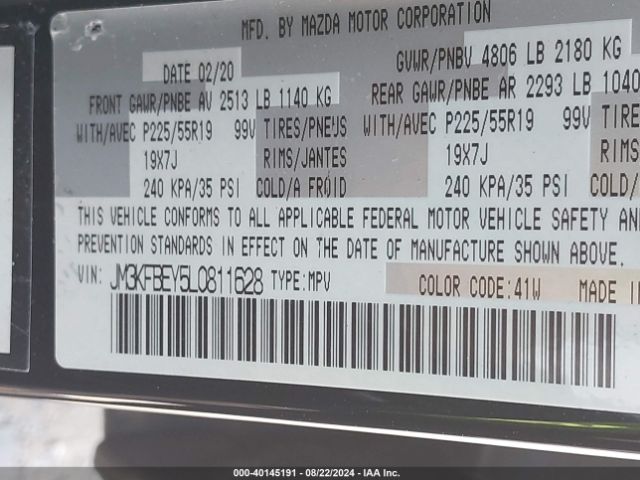 MFD. BY MAZDA MOTOR CORPORATION
DATE 02/20 GVWR/PNBV 4806 LB 2180 KG
FRONT GAWR/PNBE AV 2513 LB 1140 KG REAR GAWR/PNBE AR 2293 LB 1040
WITH/AVEC P225/55R19 99V TIRES/PNEUS WITH/AVEC P225/55R19 99V TIRE
19X7J RIMS/JANTES 19X7J RIMS
240 KPA/35 PSI COLD/A FROID 240 KPA/35 PSI COLD/
THIS VEHICLE CONFORMS TO ALL APPLICABLE FEDERAL MOTOR VEHICLE SAFETY AN
PREVENTION STANDARDS IN EFFECT ON THE DATE OF MANUFACTURE SHOWN ABOVE.
VIN: JM3KFBEY5L0811628 TYPE:MPV COLOR CODE:41W MADE IN
000-40145191 - 08/22/2024 - IAA Inc.